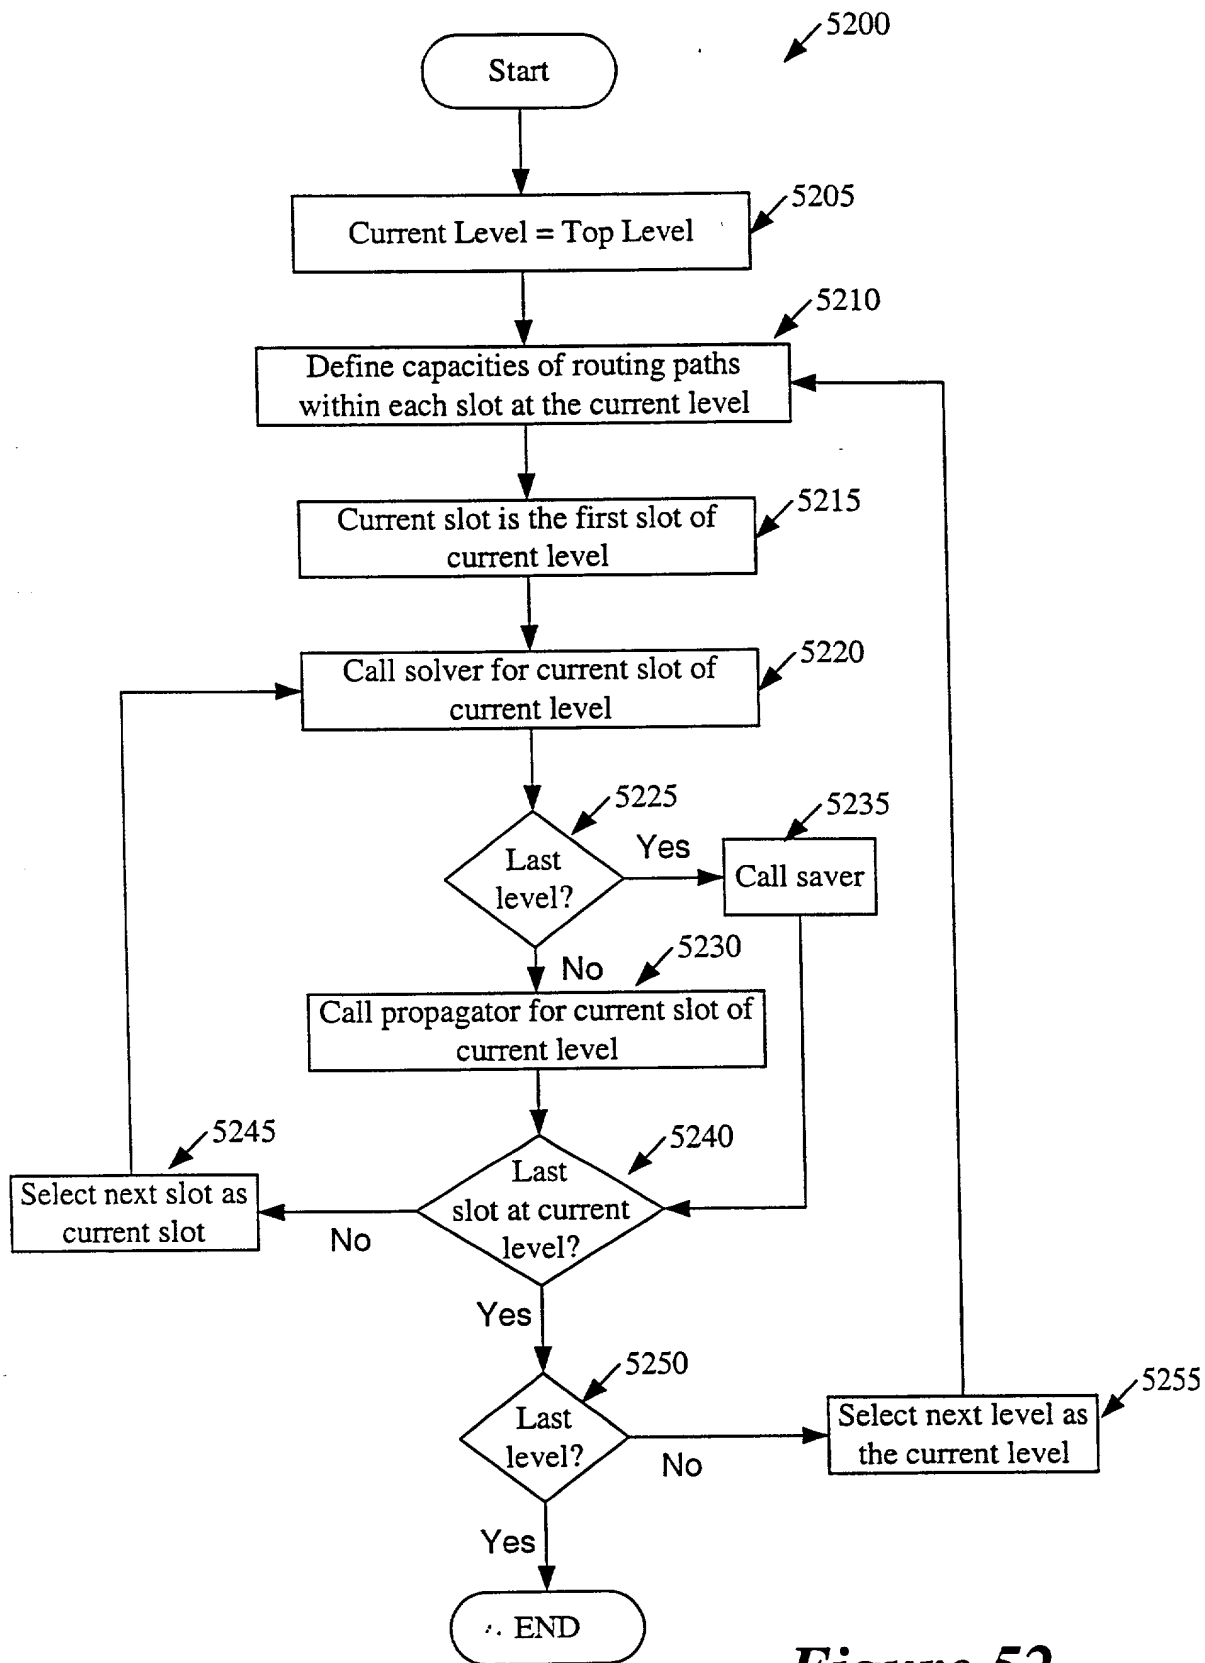 5200
Start
5205
Current Level = Top Level
5210
Define capacities of routing paths
within each slot at the current level
5215
Current slot is the first slot of
current level
5220
Call solver for current slot of
current level
5225
5235
Last
level?
Yes
Call saver
5230
No
Call propagator for current slot of
current level
5245
5240
Select next slot as
current slot
Last
slot at current
level?
No
Yes
5250
5255
Last
level?
No
Select next level as
the current level
Yes
END
Figure 52